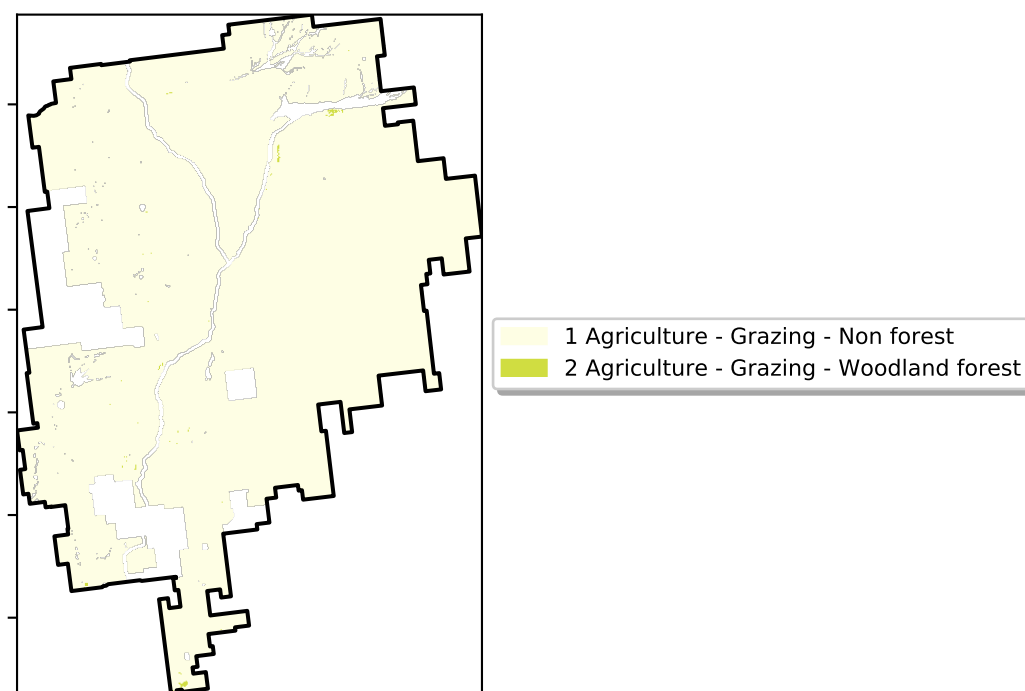 1 Agriculture - Grazing - Non forest
2 Agriculture - Grazing - Woodland forest